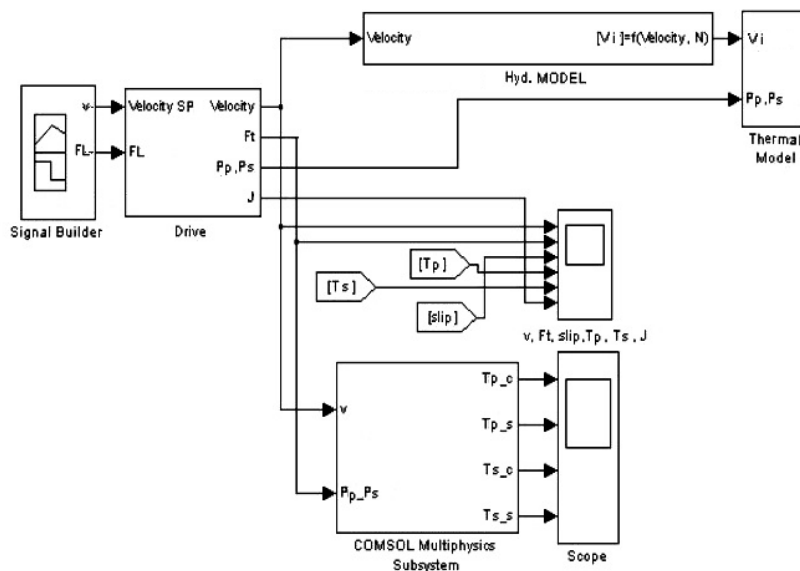 Velocity
[Vi]=f(Velocity, N)
Vi
Hyd. MODEL
Pp,Ps
Thermal
Model
v
FL
Signal Builder
Velocity SP
FL
Velocity
Ft
Pp,Ps
J
Drive
[Tp]
[Ts]
[slip]
v, Ft, slip,Tp, Ts, J
v
Pp_Ps
Tp_c
Tp_s
Ts_c
Ts_s
COMSOL Multiphysics
Subsystem
Scope